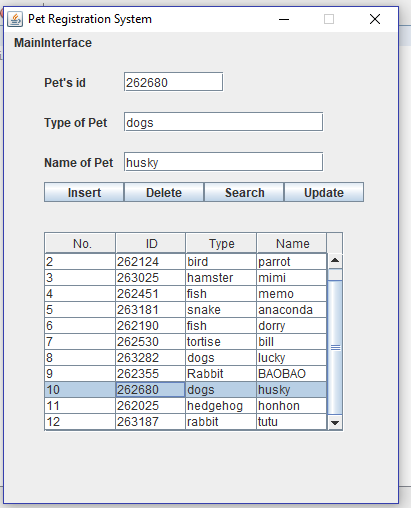 Pet Registration System
MainInterface
Pet's id 262680
Type of Pet dogs
Name of Pet husky
Insert Delete Search Update
No. ID Type Name
2 262124 bird parrot
3 263025 hamster mimi
4 262451 fish memo
5 263181 snake anaconda
6 262190 fish dorry
7 262530 tortise bill
8 263282 dogs lucky
9 262355 Rabbit BAOBAO
10 262680 dogs husky
11 262025 hedgehog honhon
12 263187 rabbit tutu